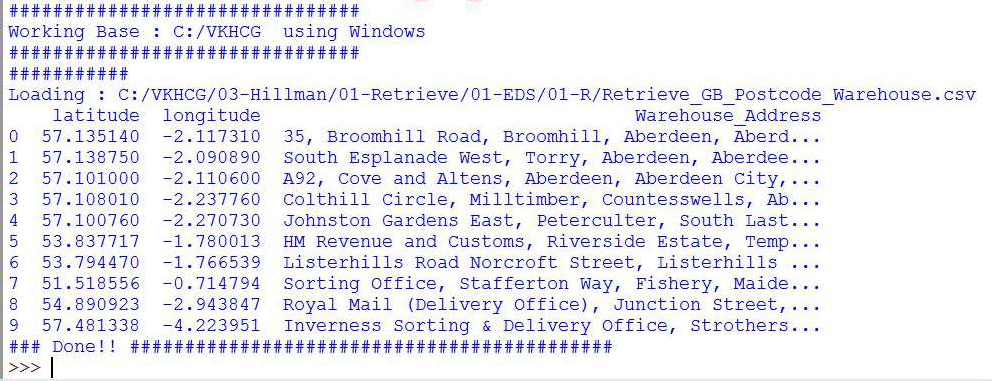 ################################
Working Base : C:/VKHCG  using Windows
################################
###########
Loading : C:/VKHCG/03-Hillman/01-Retrieve/01-EDS/01-R/Retrieve_GB_Postcode_Warehouse.csv
    latitude  longitude                                  Warehouse_Address
0  57.135140  -2.117310  35, Broomhill Road, Broomhill, Aberdeen, Aberd...
1  57.138750  -2.090890  South Esplanade West, Torry, Aberdeen, Aberdee...
2  57.101000  -2.110600  A92, Cove and Altens, Aberdeen, Aberdeen City,...
3  57.108010  -2.237760  Colthill Circle, Milltimber, Countesswells, Ab...
4  57.100760  -2.270730  Johnston Gardens East, Peterculter, South Last...
5  53.837717  -1.780013  HM Revenue and Customs, Riverside Estate, Temp...
6  53.794470  -1.766539  Listerhills Road Norcroft Street, Listerhills ...
7  51.518556  -0.714794  Sorting Office, Stafferton Way, Fishery, Maide...
8  54.890923  -2.943847  Royal Mail (Delivery Office), Junction Street,...
9  57.481338  -4.223951  Inverness Sorting & Delivery Office, Strothers...
### Done!! ############################################
>>>